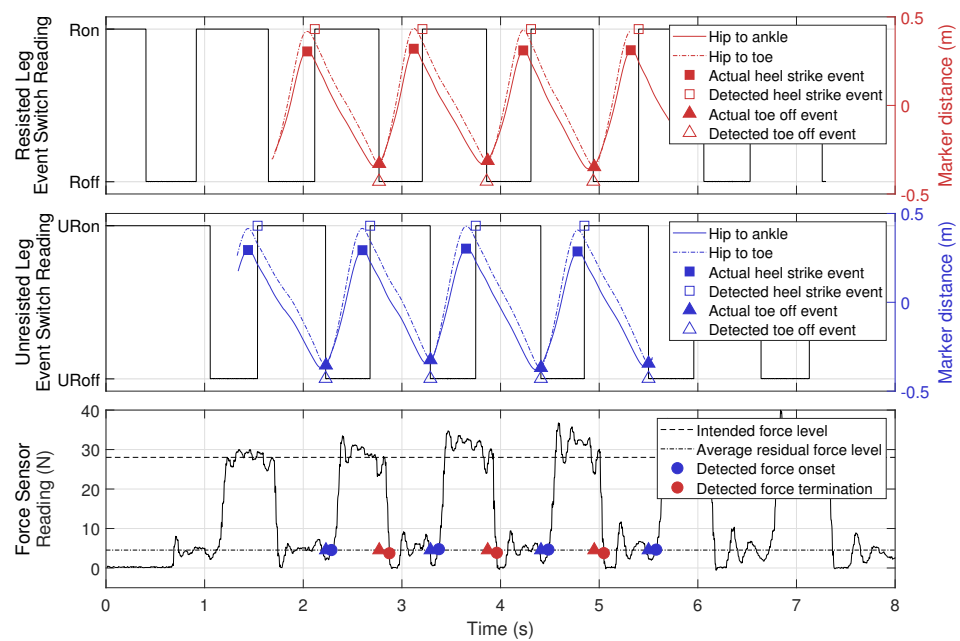 Resisted Leg
Event Switch Reading
Ron
Roff
0.5
0
-0.5
Marker distance (m)
Hip to ankle
Hip to toe
Actual heel strike event
Detected heel strike event
Actual toe off event
Detected toe off event
Unresisted Leg
Event Switch Reading
URon
URoff
0.5
0
-0.5
Marker distance (m)
Hip to ankle
Hip to toe
Actual heel strike event
Detected heel strike event
Actual toe off event
Detected toe off event
Force Sensor
Reading (N)
40
30
20
10
0
Intended force level
Average residual force level
Detected force onset
Detected force termination
0 1 2 3 4 5 6 7 8
Time (s)